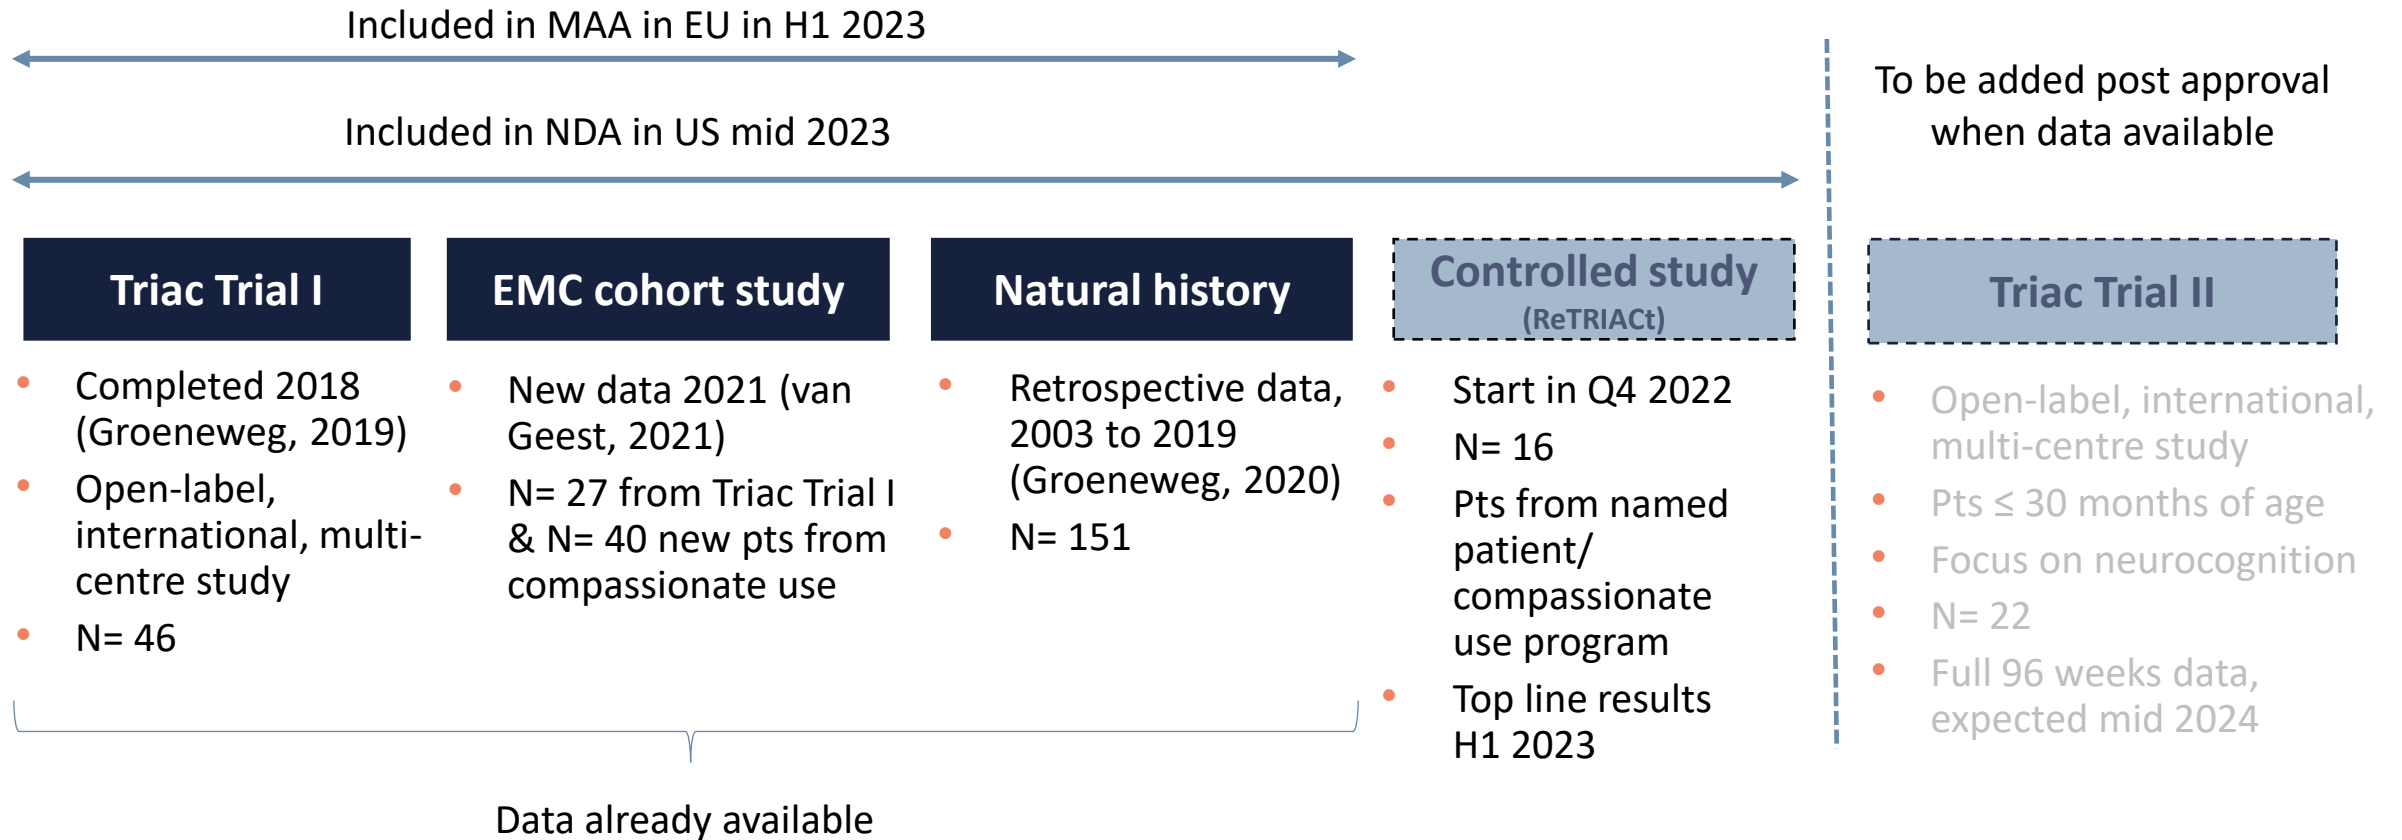 Included in MAA in EU in H1 2023
Included in NDA in US mid 2023
To be added post approval
when data available
Triac Trial I
• Completed 2018
(Groeneweg, 2019)
• Open-label,
international, multi-
centre study
• N= 46
EMC cohort study
• New data 2021 (van
Geest, 2021)
• N= 27 from Triac Trial I
& N= 40 new pts from
compassionate use
Natural history
• Retrospective data,
2003 to 2019
(Groeneweg, 2020)
• N= 151
Controlled study
(ReTRIACt)
• Start in Q4 2022
• N= 16
• Pts from named
patient/
compassionate
use program
• Top line results
H1 2023
Triac Trial II
• Open-label, international,
multi-centre study
• Pts ≤ 30 months of age
• Focus on neurocognition
• N= 22
• Full 96 weeks data,
expected mid 2024
Data already available